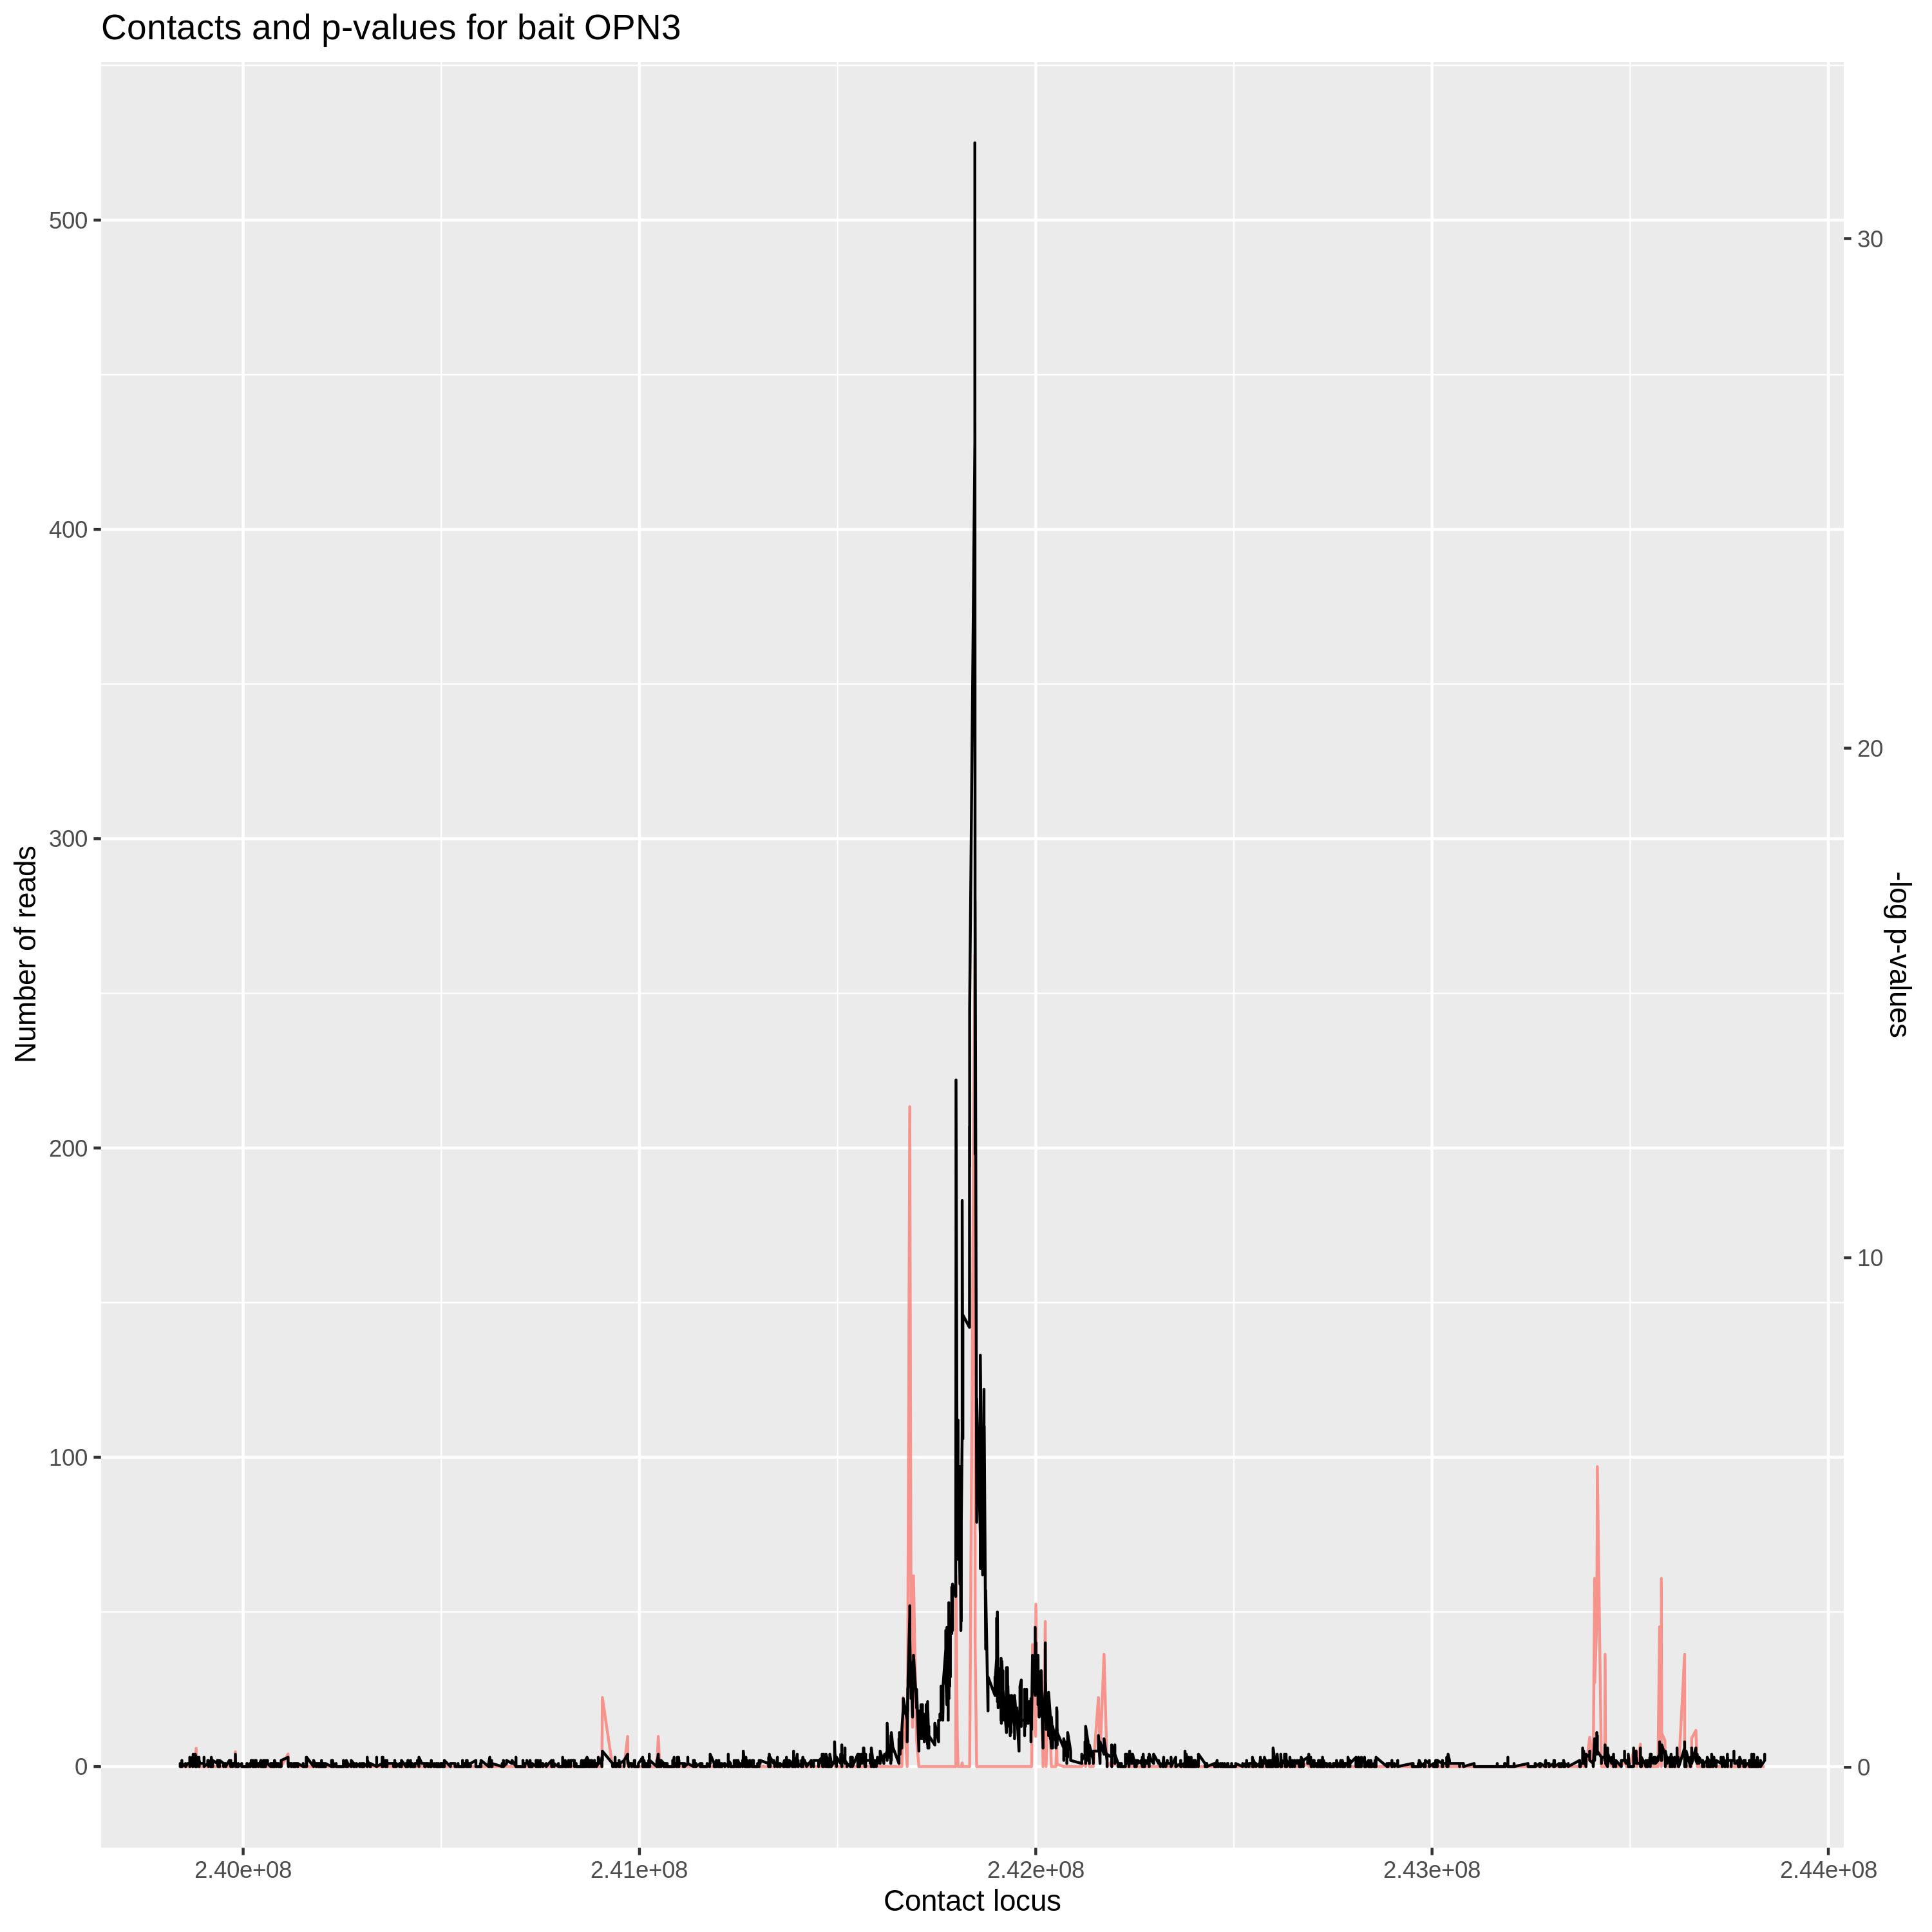 Contacts and p-values for bait OPN3
Number of reads
500
400
300
200
100
0
30
20
10
0
-log p-values
2.40e+08
2.41e+08
2.42e+08
2.43e+08
2.44e+08
Contact locus